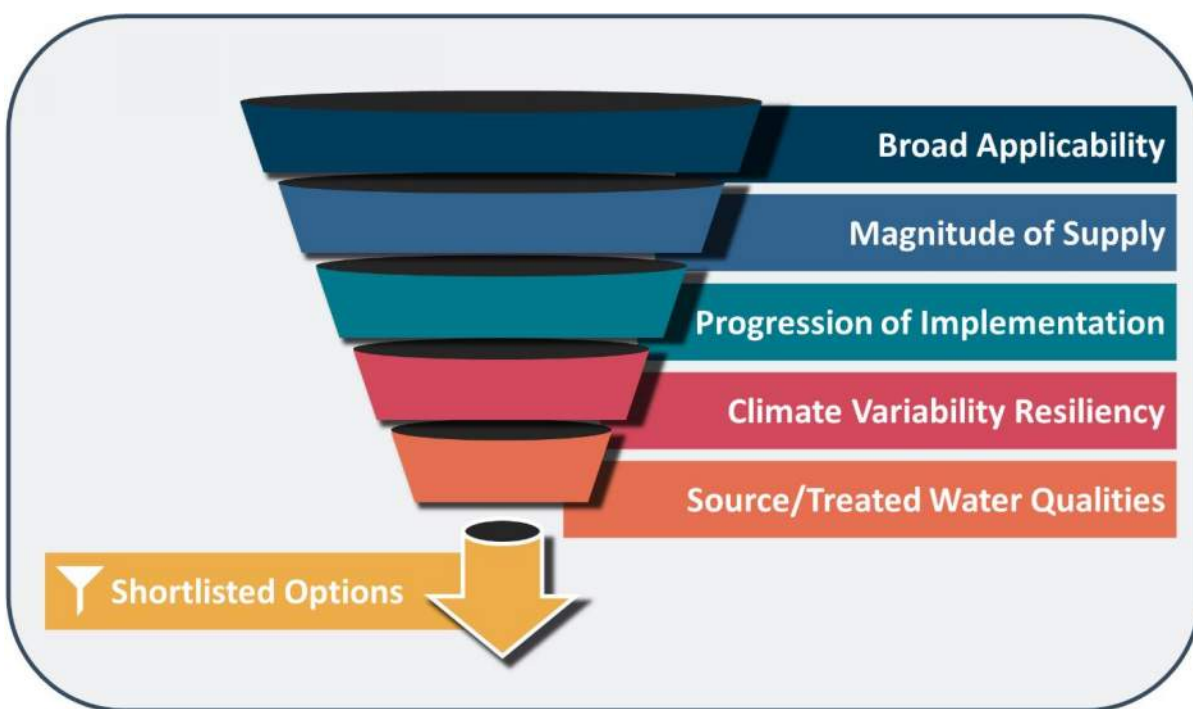 Broad Applicability
Magnitude of Supply
Progression of Implementation
Climate Variability Resiliency
Source/Treated Water Qualities
Shortlisted Options